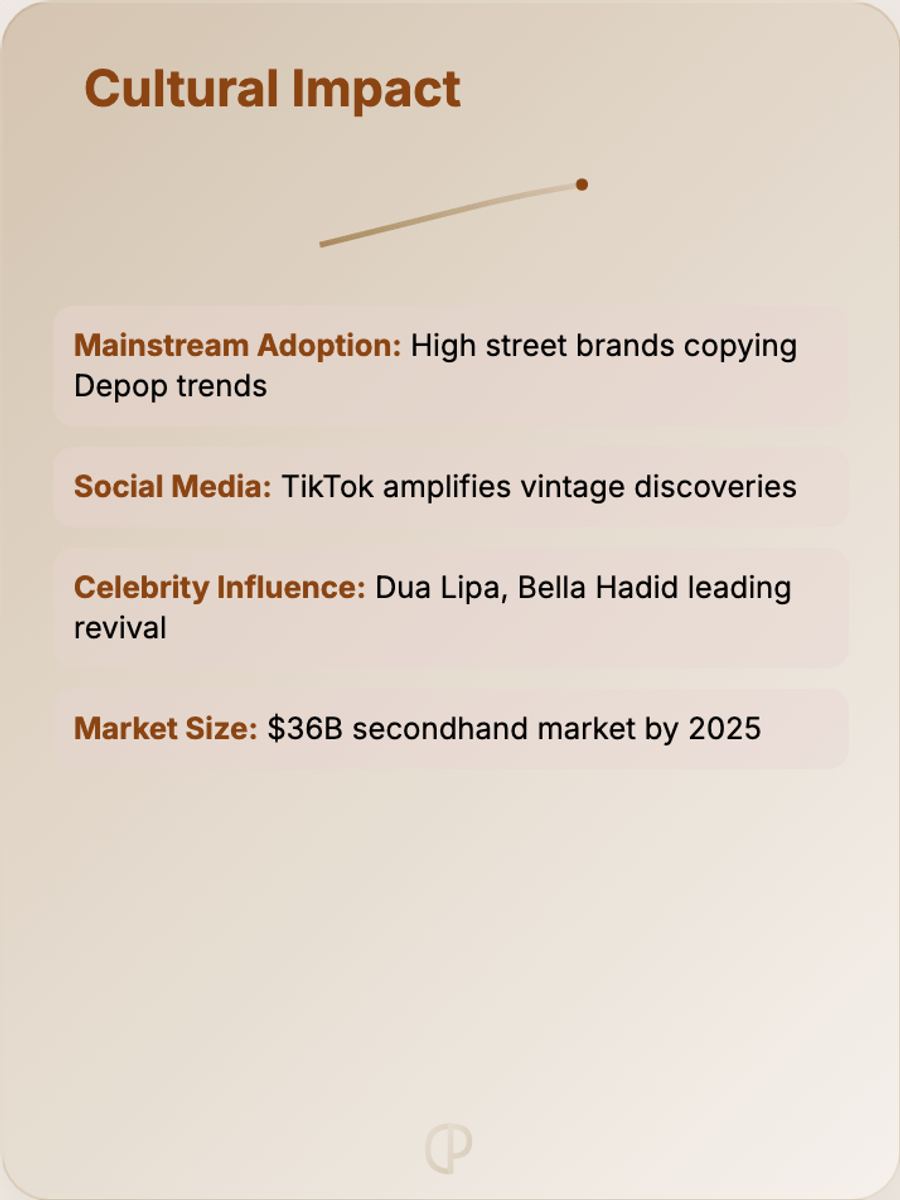 Cultural Impact
Mainstream Adoption: High street brands copying
Depop trends
Social Media: TikTok amplifies vintage discoveries
Celebrity Influence: Dua Lipa, Bella Hadid leading
revival
Market Size: $36B secondhand market by 2025